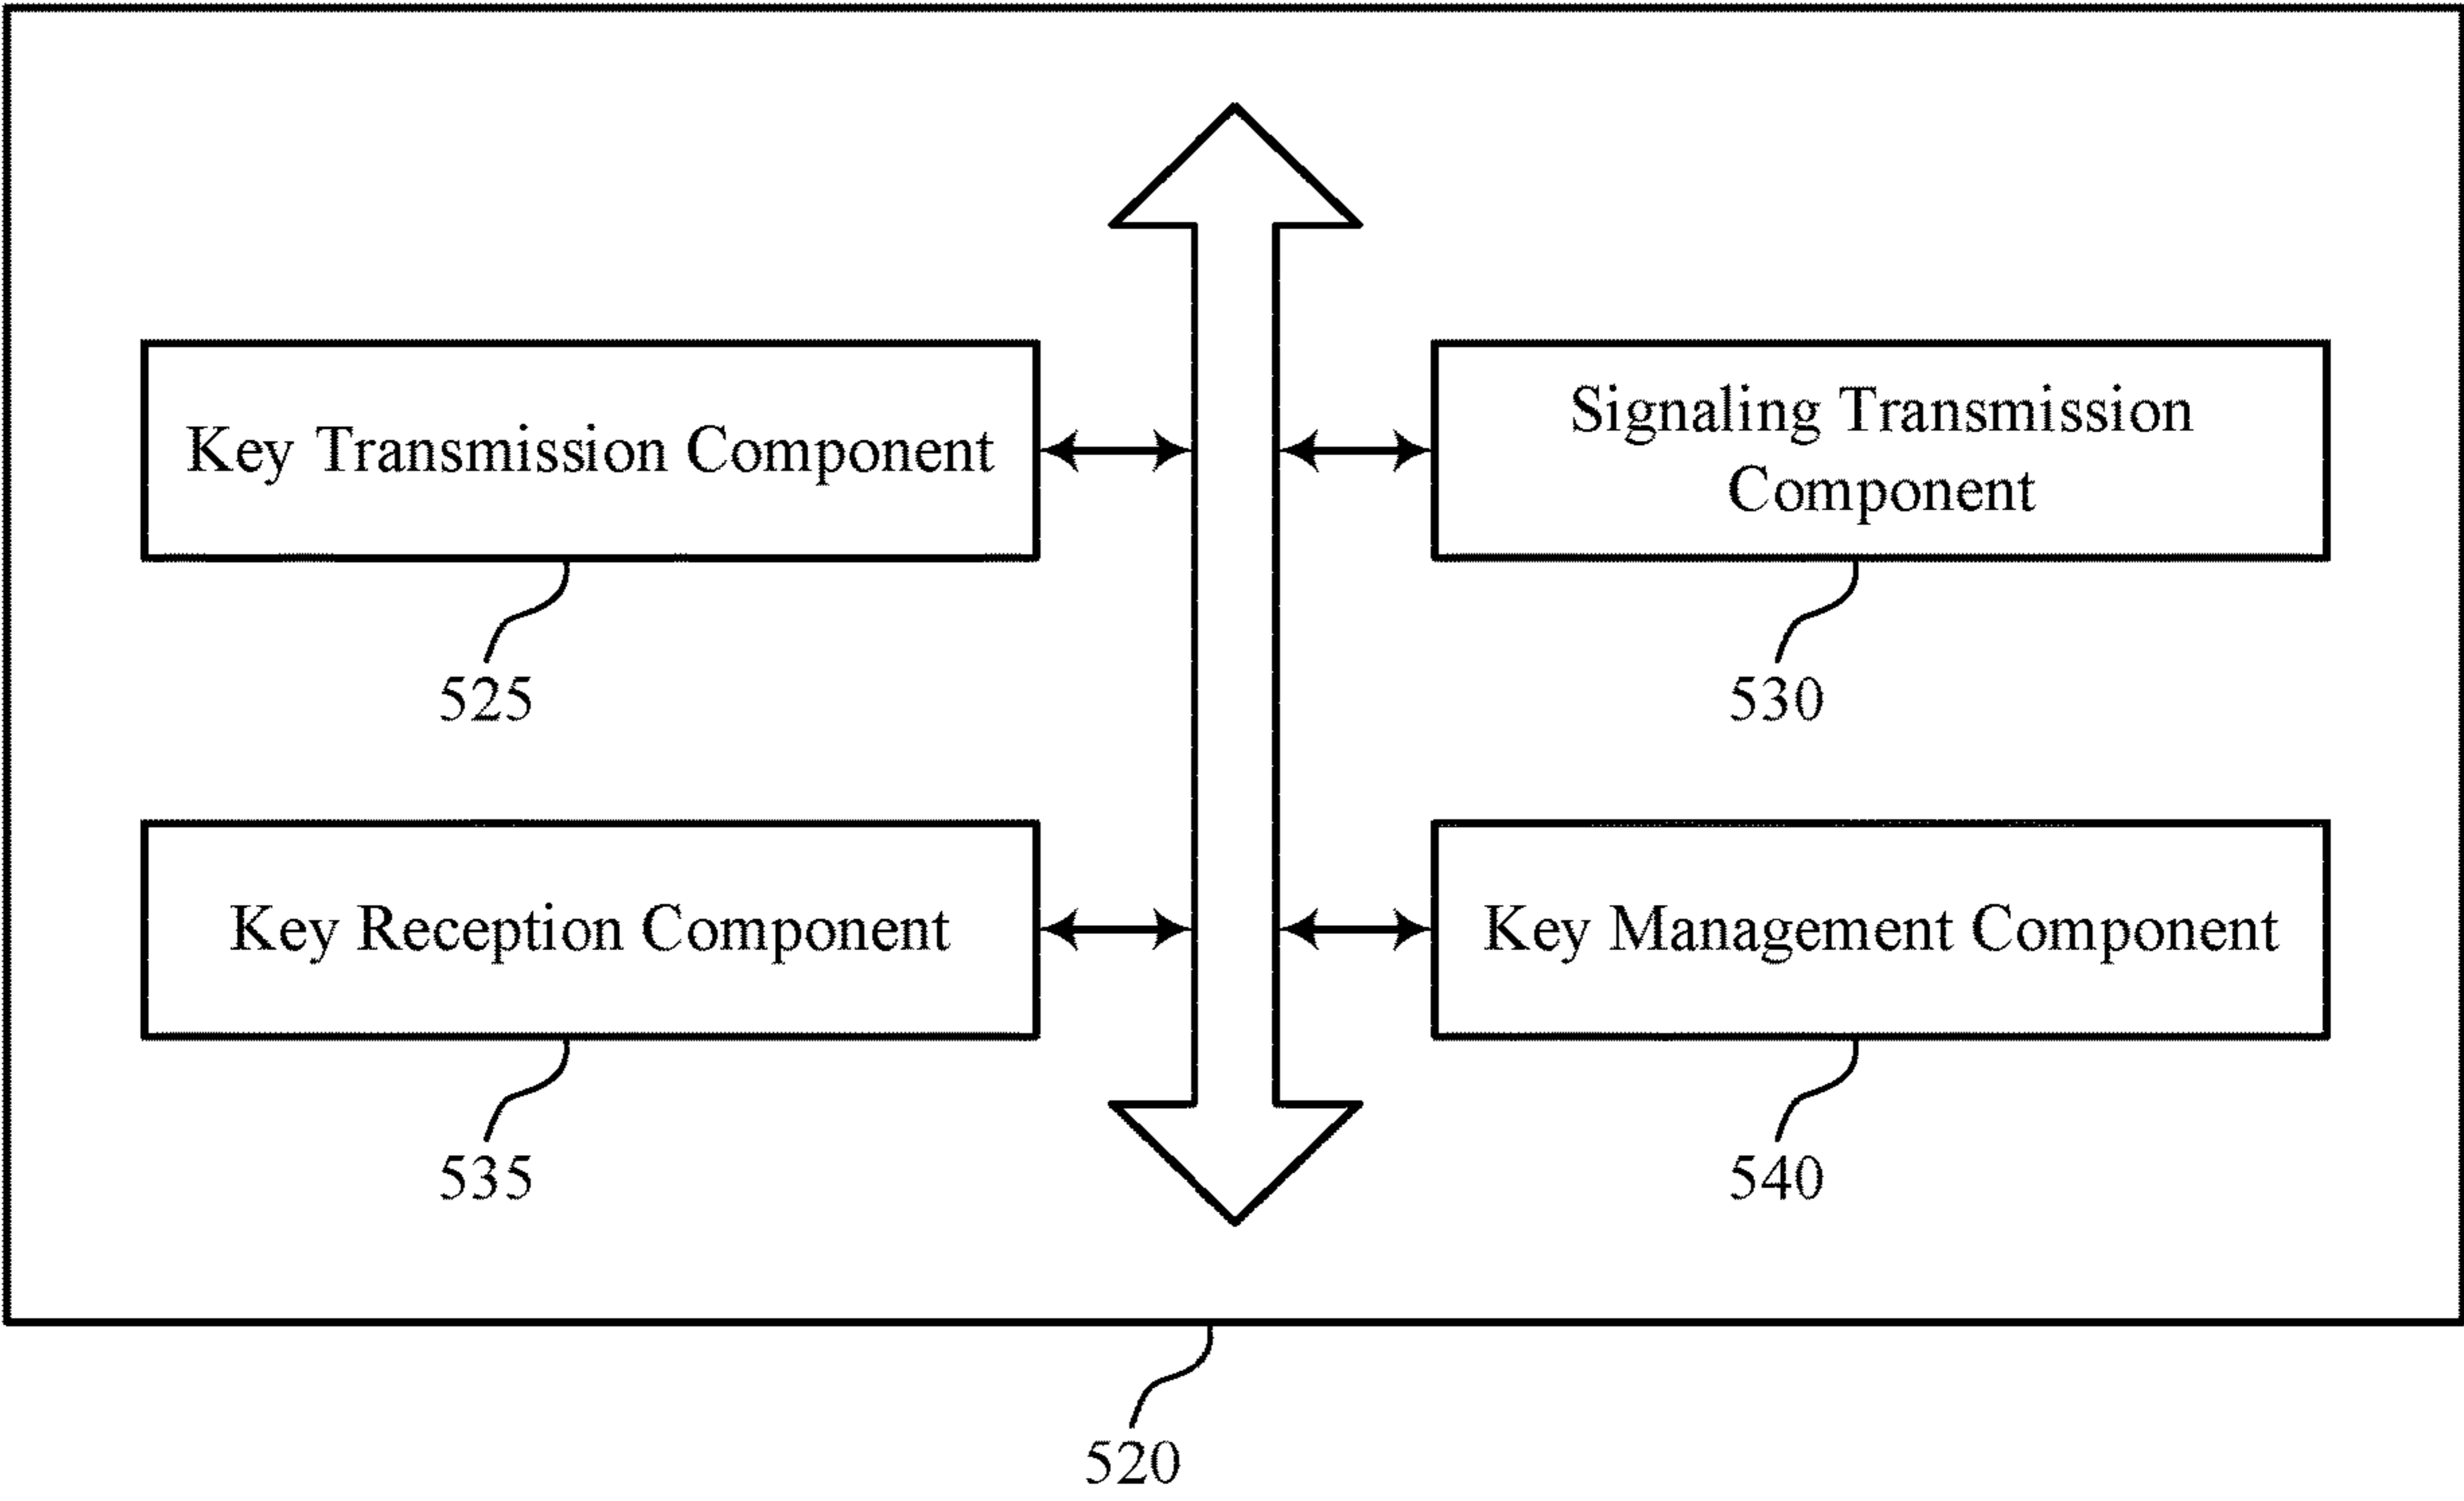 Key Transmission Component
Signaling Transmission
Component
525
530
Key Reception Component
Key Management Component
535
540
520